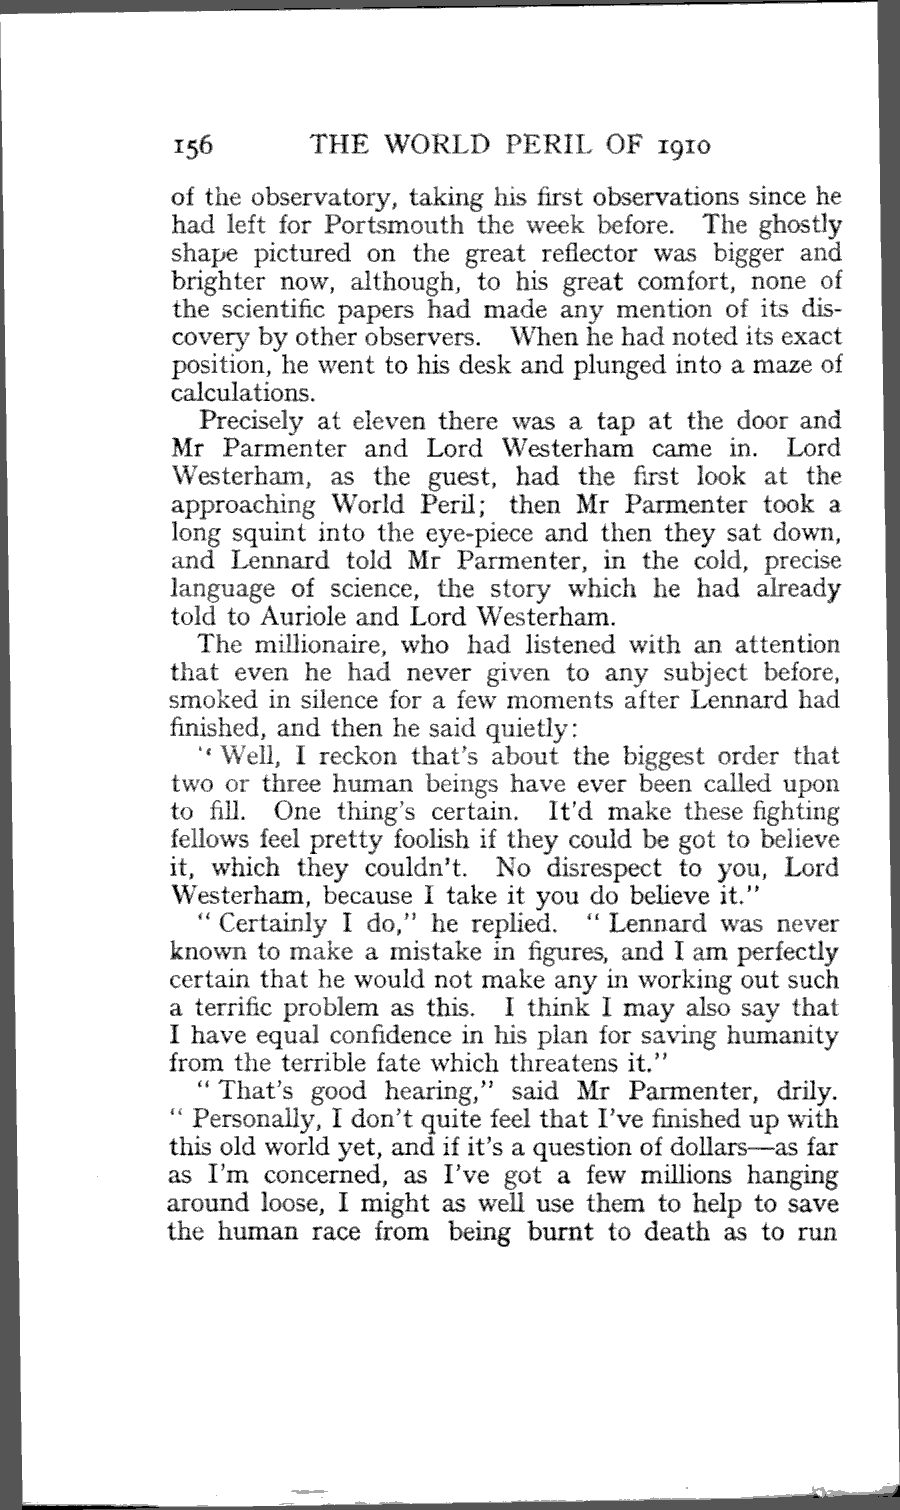 156 THE WORLD PERIL OF 1910
of the observatory, taking his first observations since he
had left for Portsmouth the week before. The ghostly
shape pictured on the great reflector was bigger and
brighter now, although, to his great comfort, none of
the scientific papers had made any mention of its dis-
covery by other observers. When he had noted its exact
position, he went to his desk and plunged into a maze of
calculations.
Precisely at eleven there was a tap at the door and
Mr Parmenter and Lord Westerham came in. Lord
Westerham, as the guest, had the first look at the
approaching World Peril; then Mr Parmenter took a
long squint into the eye-piece and then they sat down,
and Lennard told Mr Parmenter, in the cold, precise
language of science, the story which he had already
told to Auriole and Lord Westerham.
The millionaire, who had listened with an attention
that even he had never given to any subject before,
smoked in silence for a few moments after Lennard had
finished, and then he said quietly:
"Well, I reckon that's about the biggest order that
two or three human beings have ever been called upon
to fill. One thing's certain. It'd make these fighting
fellows feel pretty foolish if they could be got to believe
it, which they couldn't. No disrespect to you, Lord
Westerham, because I take it you do believe it."
"Certainly I do," he replied. "Lennard was never
known to make a mistake in figures, and I am perfectly
certain that he would not make any in working out such
a terrific problem as this. I think I may also say that
I have equal confidence in his plan for saving humanity
from the terrible fate which threatens it."
"That's good hearing," said Mr Parmenter, drily.
"Personally, I don't quite feel that I've finished up with
this old world yet, and if it's a question of dollars—as far
as I'm concerned, as I've got a few millions hanging
around loose, I might as well use them to help to save
the human race from being burnt to death as to run